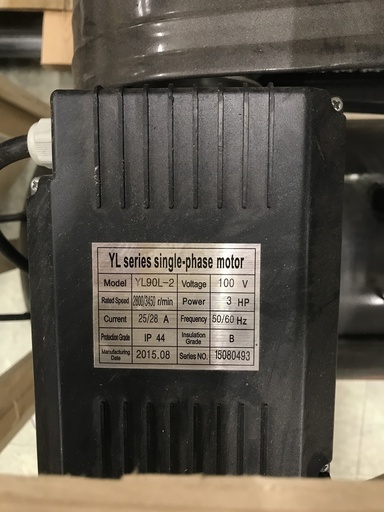 YL series single-phase motor
Model YL90L-2 Voltage 100 V
Rated Speed 2800/3450 r/min Power 3 HP
Current 25/28 A Frequency 50/60 Hz
Protection Grade IP 44 Insulation Grade B
Manufacturing Date 2015.08 Series NO. 15080493